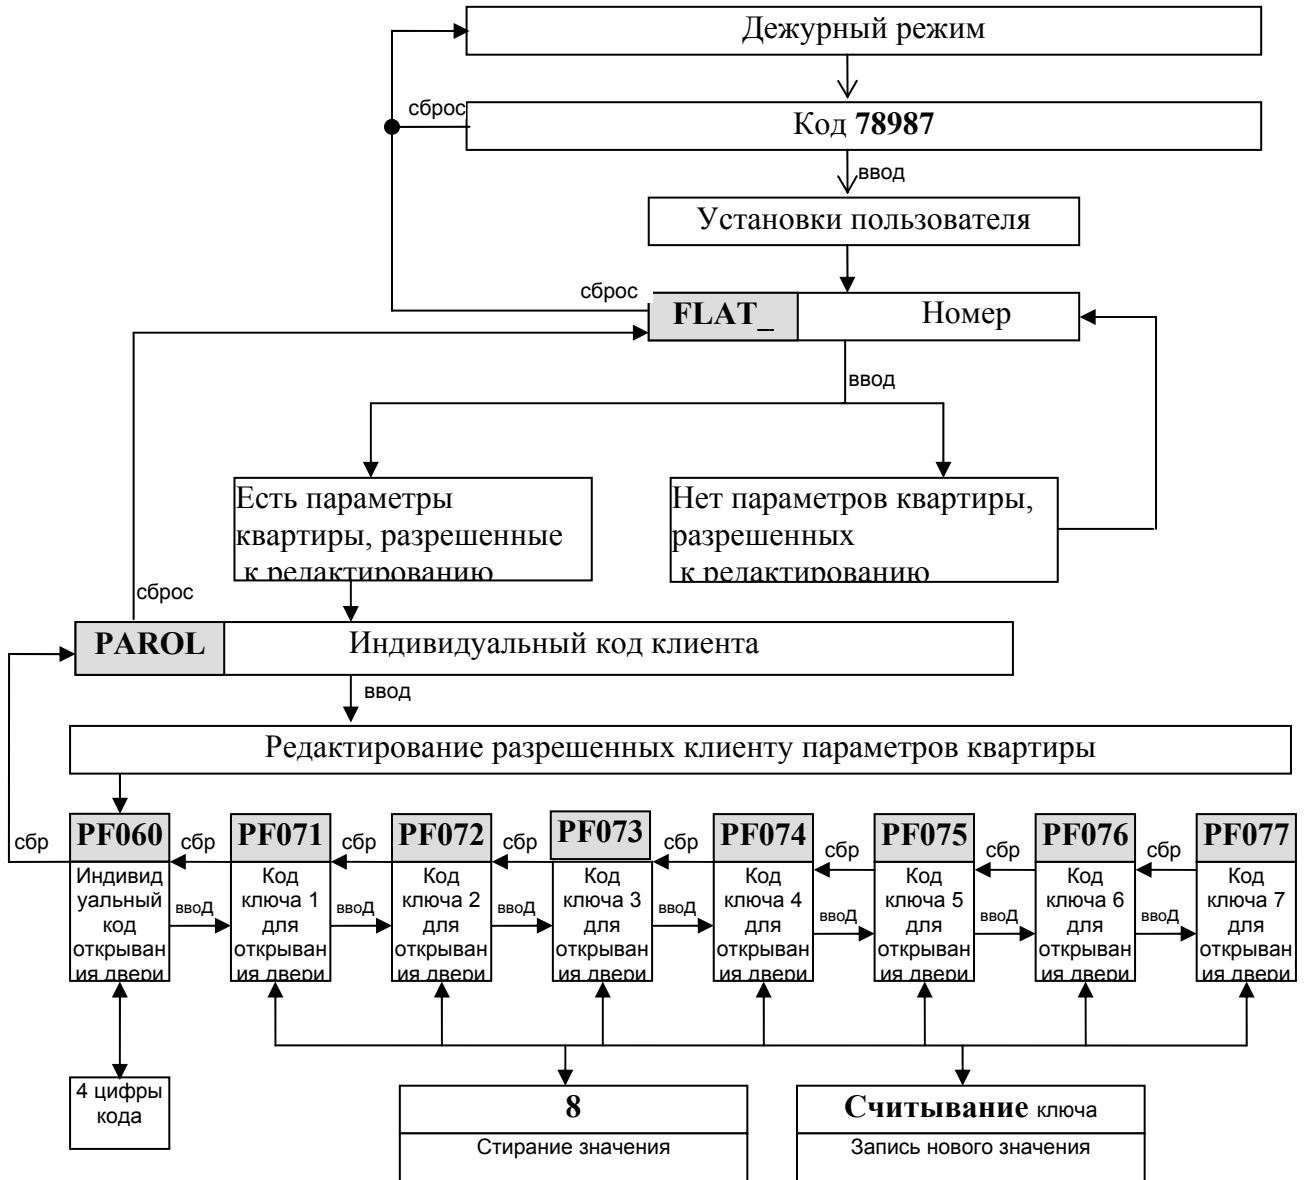 Дежурный режим
сброс
Код 78987
ввод
Установки пользователя
сброс
FLAT_ Номер
ввод
Есть параметры
квартиры, разрешенные
к редактированию
Нет параметров квартиры,
разрешенных
к редактированию
сброс
PAROL Индивидуальный код клиента
ввод
Редактирование разрешенных клиенту параметров квартиры
сбр PF060 сбр PF071 сбр PF072 сбр PF073 сбр PF074 сбр PF075 сбр PF076 сбр PF077
Индивид
уальный
код
открыван
ия двери
ввоД
Код
ключа 1
для
открыван
ия двери
ввоД
Код
ключа 2
для
открыван
ия двери
ввоД
Код
ключа 3
для
открыван
ия двери
ввоД
Код
ключа 4
для
открыван
ия двери
ввоД
Код
ключа 5
для
открыван
ия двери
ввоД
Код
ключа 6
для
открыван
ия двери
ввоД
Код
ключа 7
для
открыван
ия двери
4 цифры
кода
8
Стирание значения
Считывание ключа
Запись нового значения